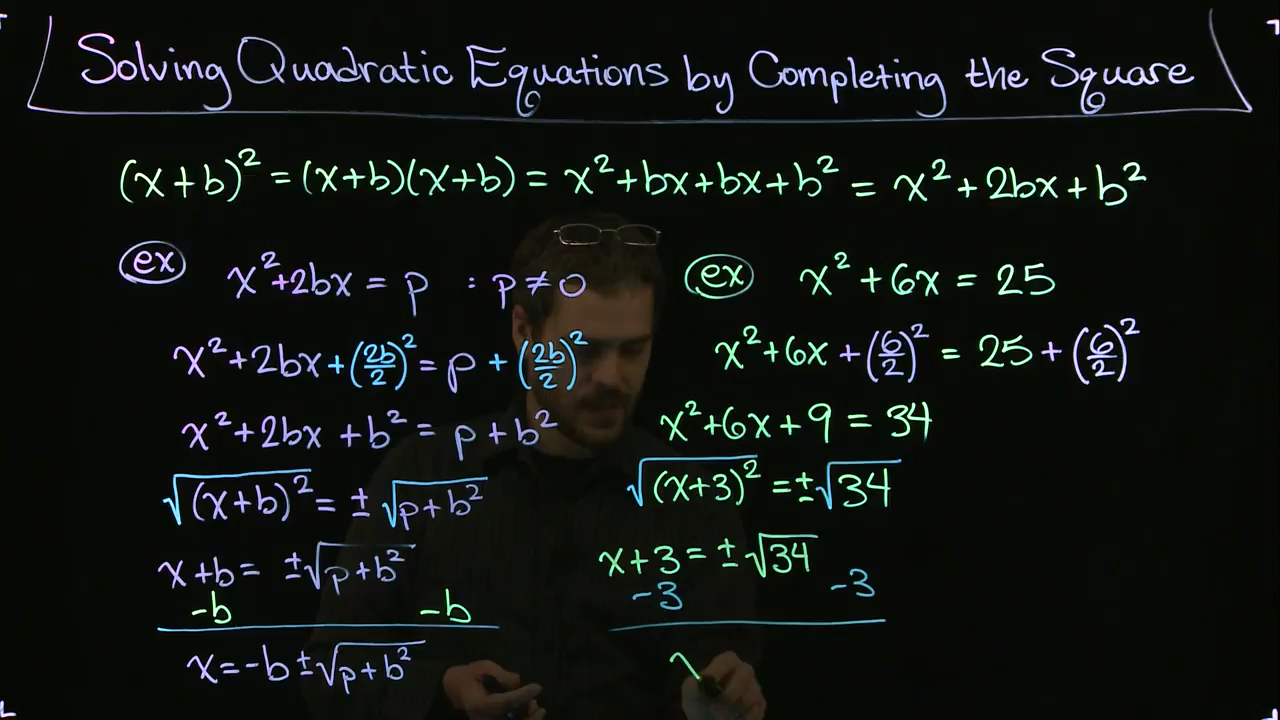 Solving Quadratic Equations by Completing the Square
(x+b)² = (x+b)(x+b) = x²+bx+bx+b² = x²+2bx+b²
ex x²+2bx = p : p≠0
x²+2bx+(2b/2)² = p+(2b/2)²
x²+2bx+b² = p+b²
√(x+b)² = ±√p+b²
x+b = ±√p+b²
-b -b
x=-b±√p+b²
ex x²+6x = 25
x²+6x+(6/2)² = 25+(6/2)²
x²+6x+9 = 34
√(x+3)² = ±√34
x+3 = ±√34
-3 -3